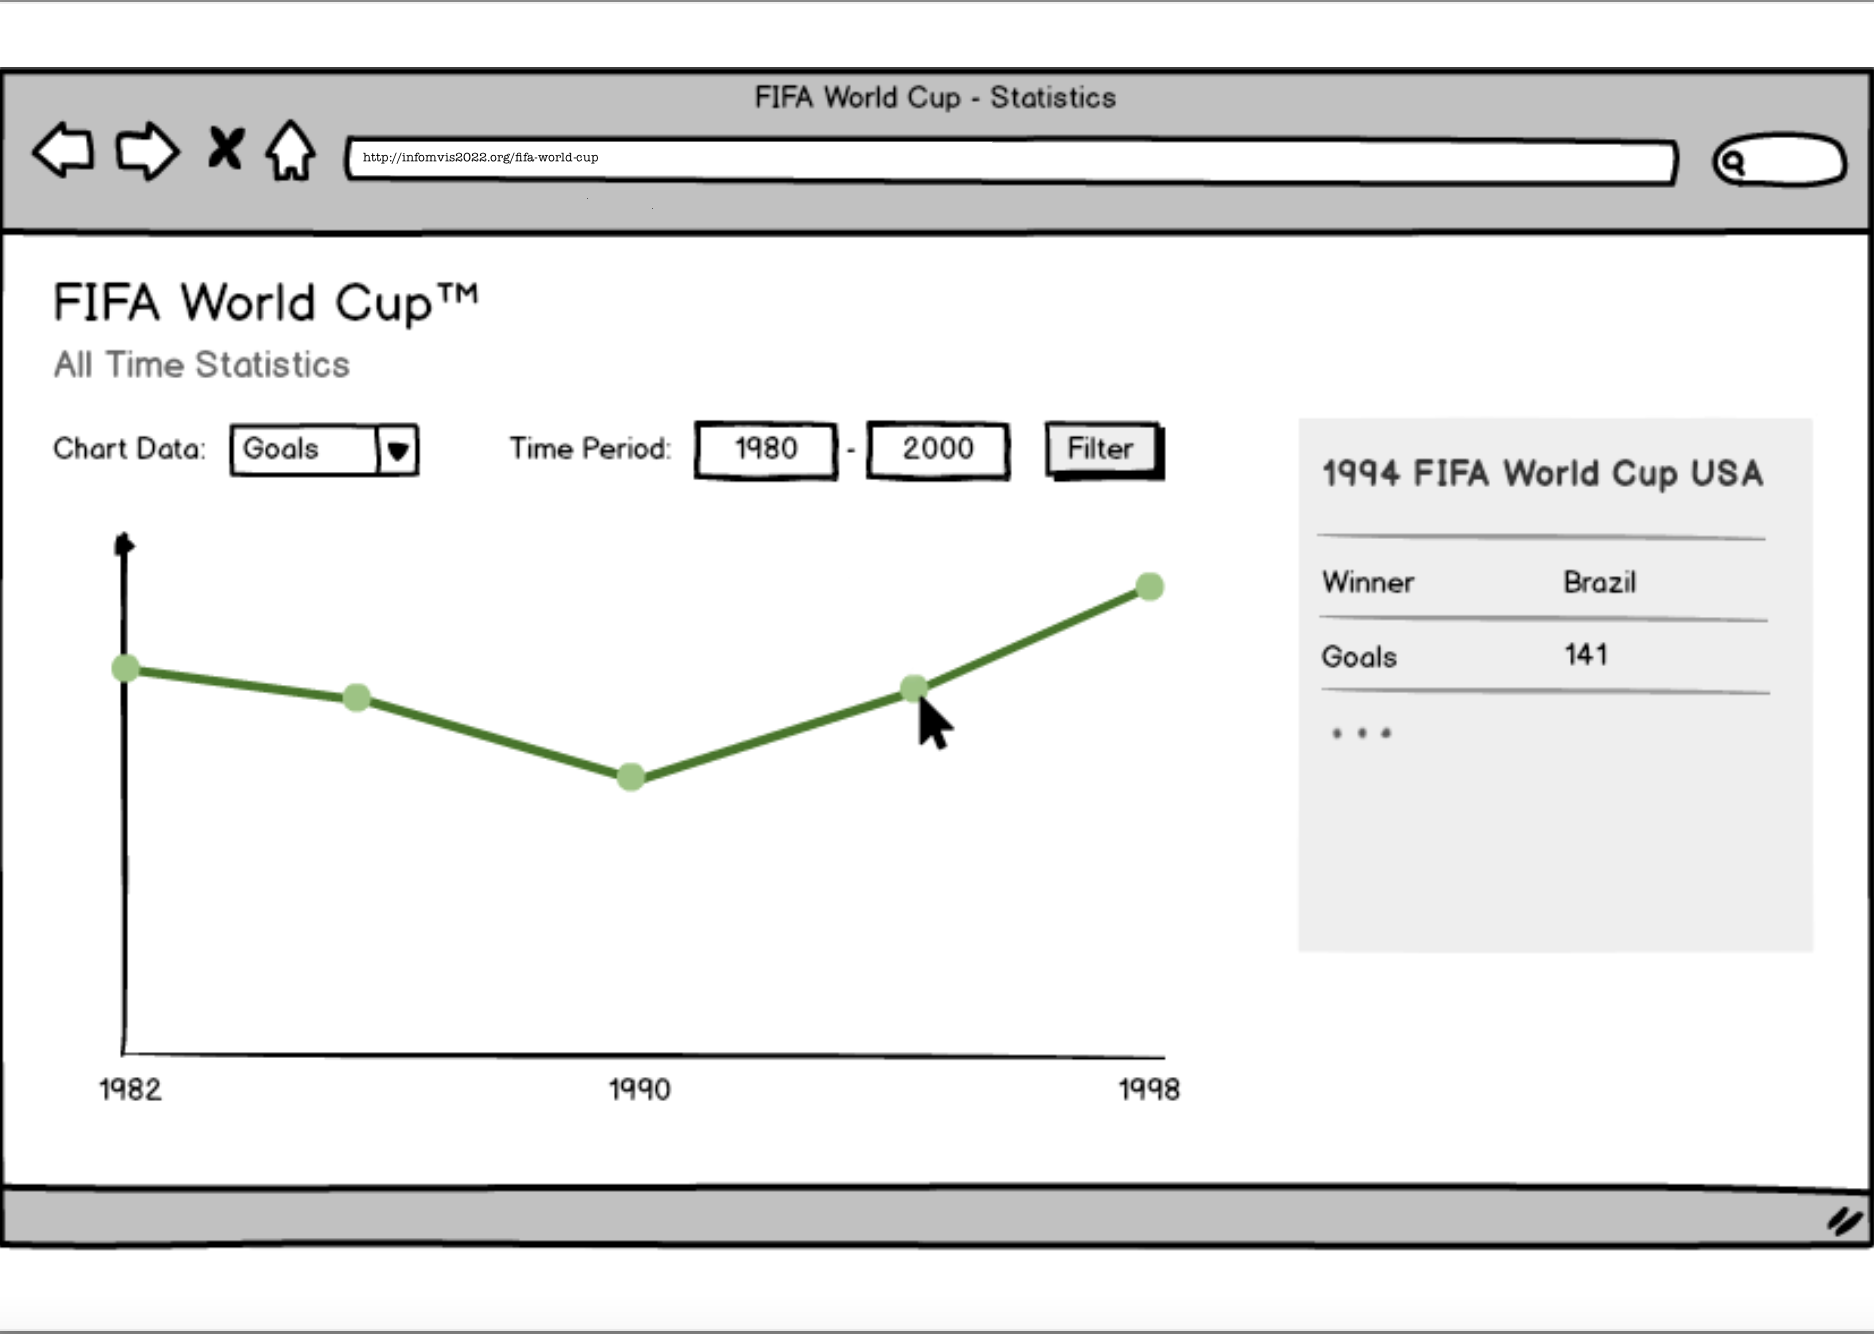 FIFA World Cup - Statistics
http://infomvis2022.org/fifa-world-cup
FIFA World Cup™
All Time Statistics
Chart Data: Goals Time Period: 1980 - 2000 Filter
1994 FIFA World Cup USA
Winner Brazil
Goals 141
...
1982 1990 1998